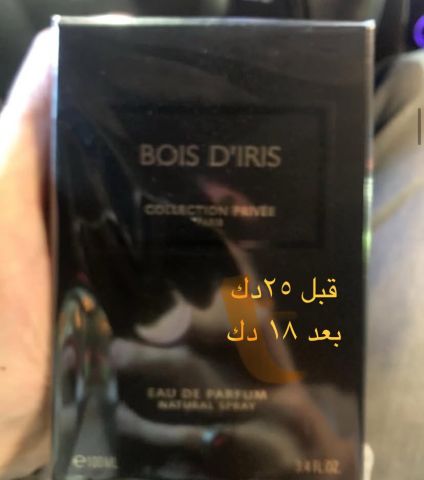 BOIS D'IRIS
COLLECTION PRIVÉE
PARIS
قبل ٢٥دك
بعد ١٨ دك
EAU DE PARFUM
NATURAL SPRAY
℮100ML
3.4 FL.OZ.